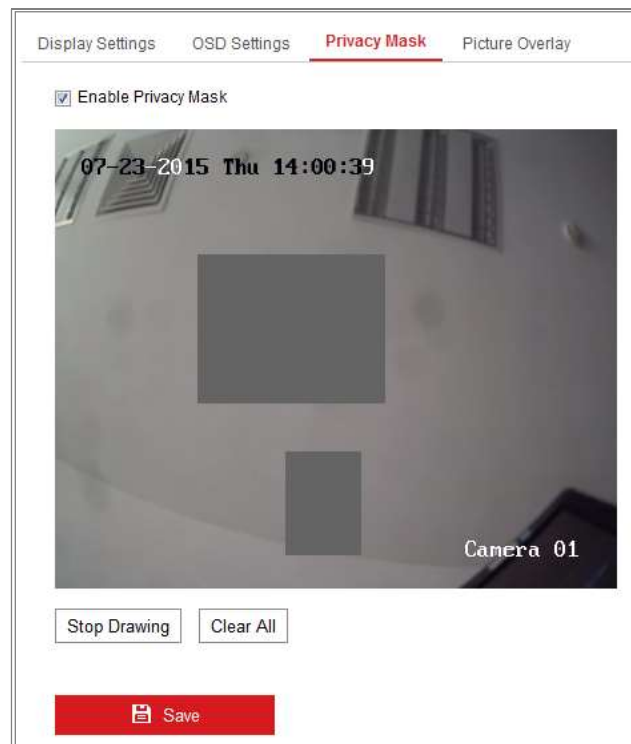 Display Settings OSD Settings Privacy Mask Picture Overlay
Enable Privacy Mask
07-23-2015 Thu 14:00:39
Camera 01
Stop Drawing Clear All
Save